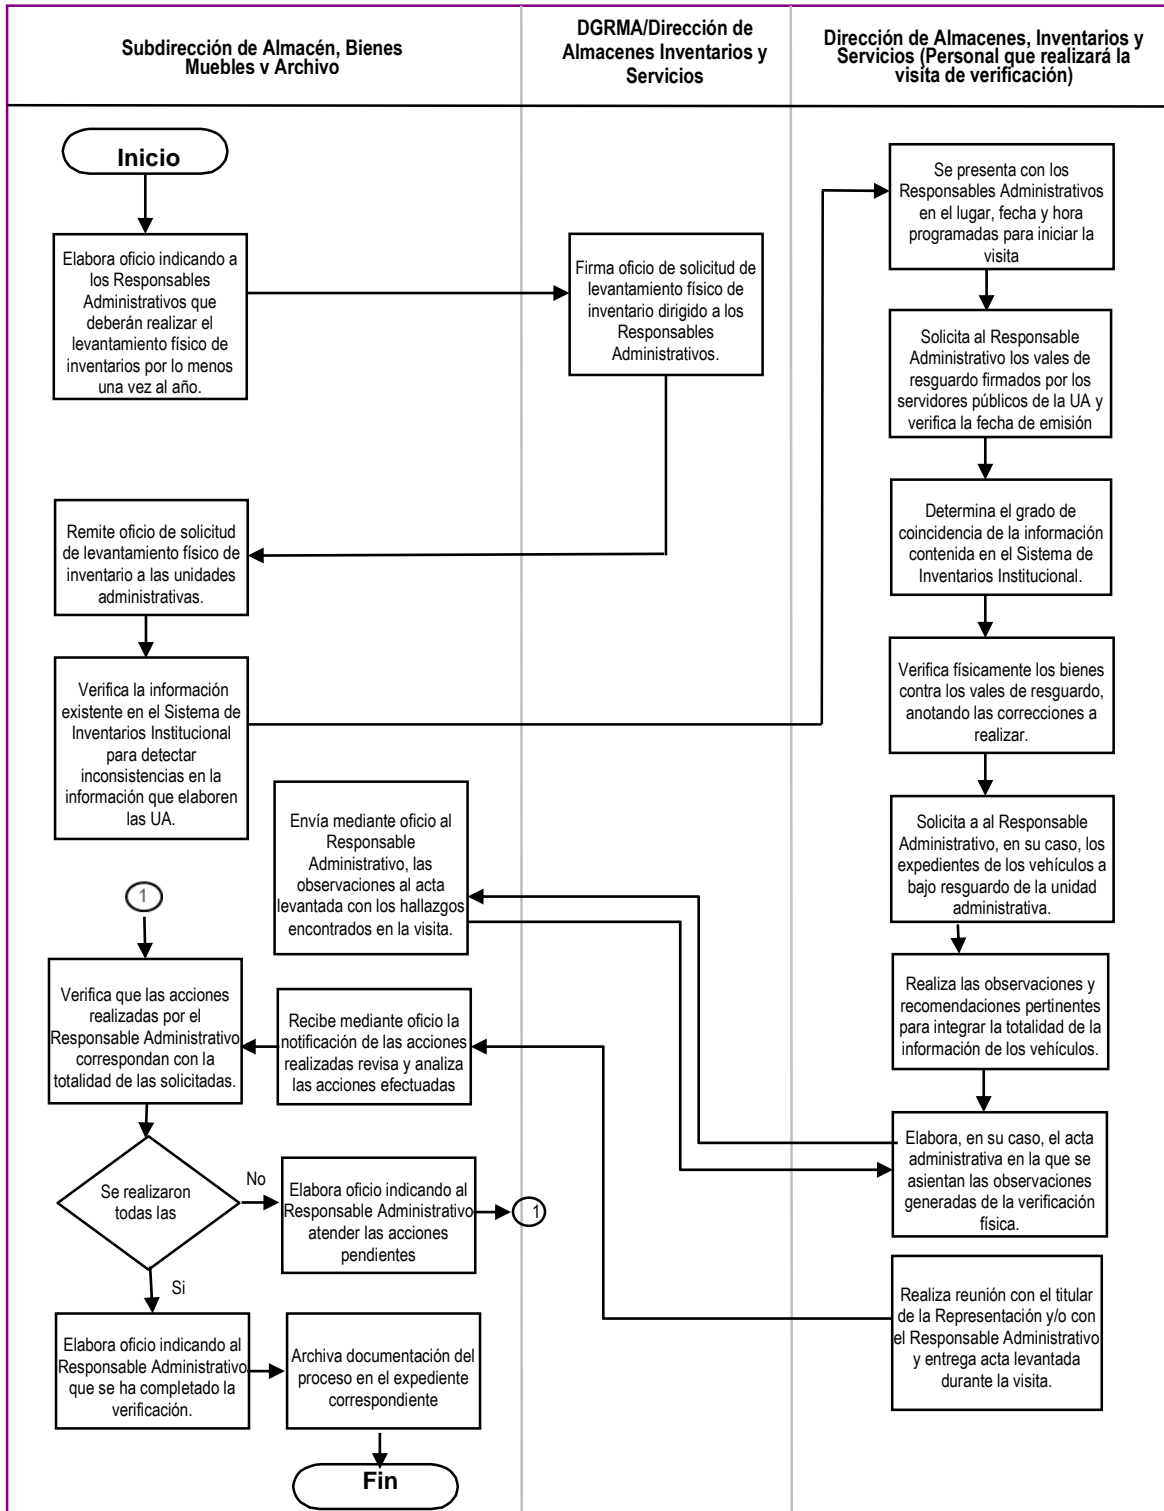 Subdirección de Almacén, Bienes
Muebles v Archivo
DGRMA/Dirección de
Almacenes Inventarios y
Servicios
Dirección de Almacenes, Inventarios y
Servicios (Personal que realizará la
visita de verificación)
Inicio
Elabora oficio indicando a
los Responsables
Administrativos que
deberán realizar el
levantamiento físico de
inventarios por lo menos
una vez al año.
Firma oficio de solicitud de
levantamiento físico de
inventario dirigido a los
Responsables
Administrativos.
Remite oficio de solicitud
de levantamiento físico de
inventario a las unidades
administrativas.
Verifica la información
existente en el Sistema de
Inventarios Institucional
para detectar
inconsistencias en la
información que elaboren
las UA.
Se presenta con los
Responsables Administrativos
en el lugar, fecha y hora
programadas para iniciar la
visita
Solicita al Responsable
Administrativo los vales de
resguardo firmados por los
servidores públicos de la UA y
verifica la fecha de emisión
Determina el grado de
coincidencia de la información
contenida en el Sistema de
Inventarios Institucional.
Verifica físicamente los bienes
contra los vales de resguardo,
anotando las correcciones a
realizar.
Solicita a al Responsable
Administrativo, en su caso, los
expedientes de los vehículos a
bajo resguardo de la unidad
administrativa.
Realiza las observaciones y
recomendaciones pertinentes
para integrar la totalidad de la
información de los vehículos.
Elabora, en su caso, el acta
administrativa en la que se
asientan las observaciones
generadas de la verificación
física.
Envía mediante oficio al
Responsable
Administrativo, las
observaciones al acta
levantada con los hallazgos
encontrados en la visita.
Realiza reunión con el titular
de la Representación y/o con
el Responsable Administrativo
y entrega acta levantada
durante la visita.
Recibe mediante oficio la
notificación de las acciones
realizadas revisa y analiza
las acciones efectuadas
1
Verifica que las acciones
realizadas por el
Responsable Administrativo
correspondan con la
totalidad de las solicitadas.
Se realizaron
todas las
No
Elabora oficio indicando al
Responsable Administrativo
atender las acciones
pendientes
1
Si
Elabora oficio indicando al
Responsable Administrativo
que se ha completado la
verificación.
Archiva documentación del
proceso en el expediente
correspondiente
Fin